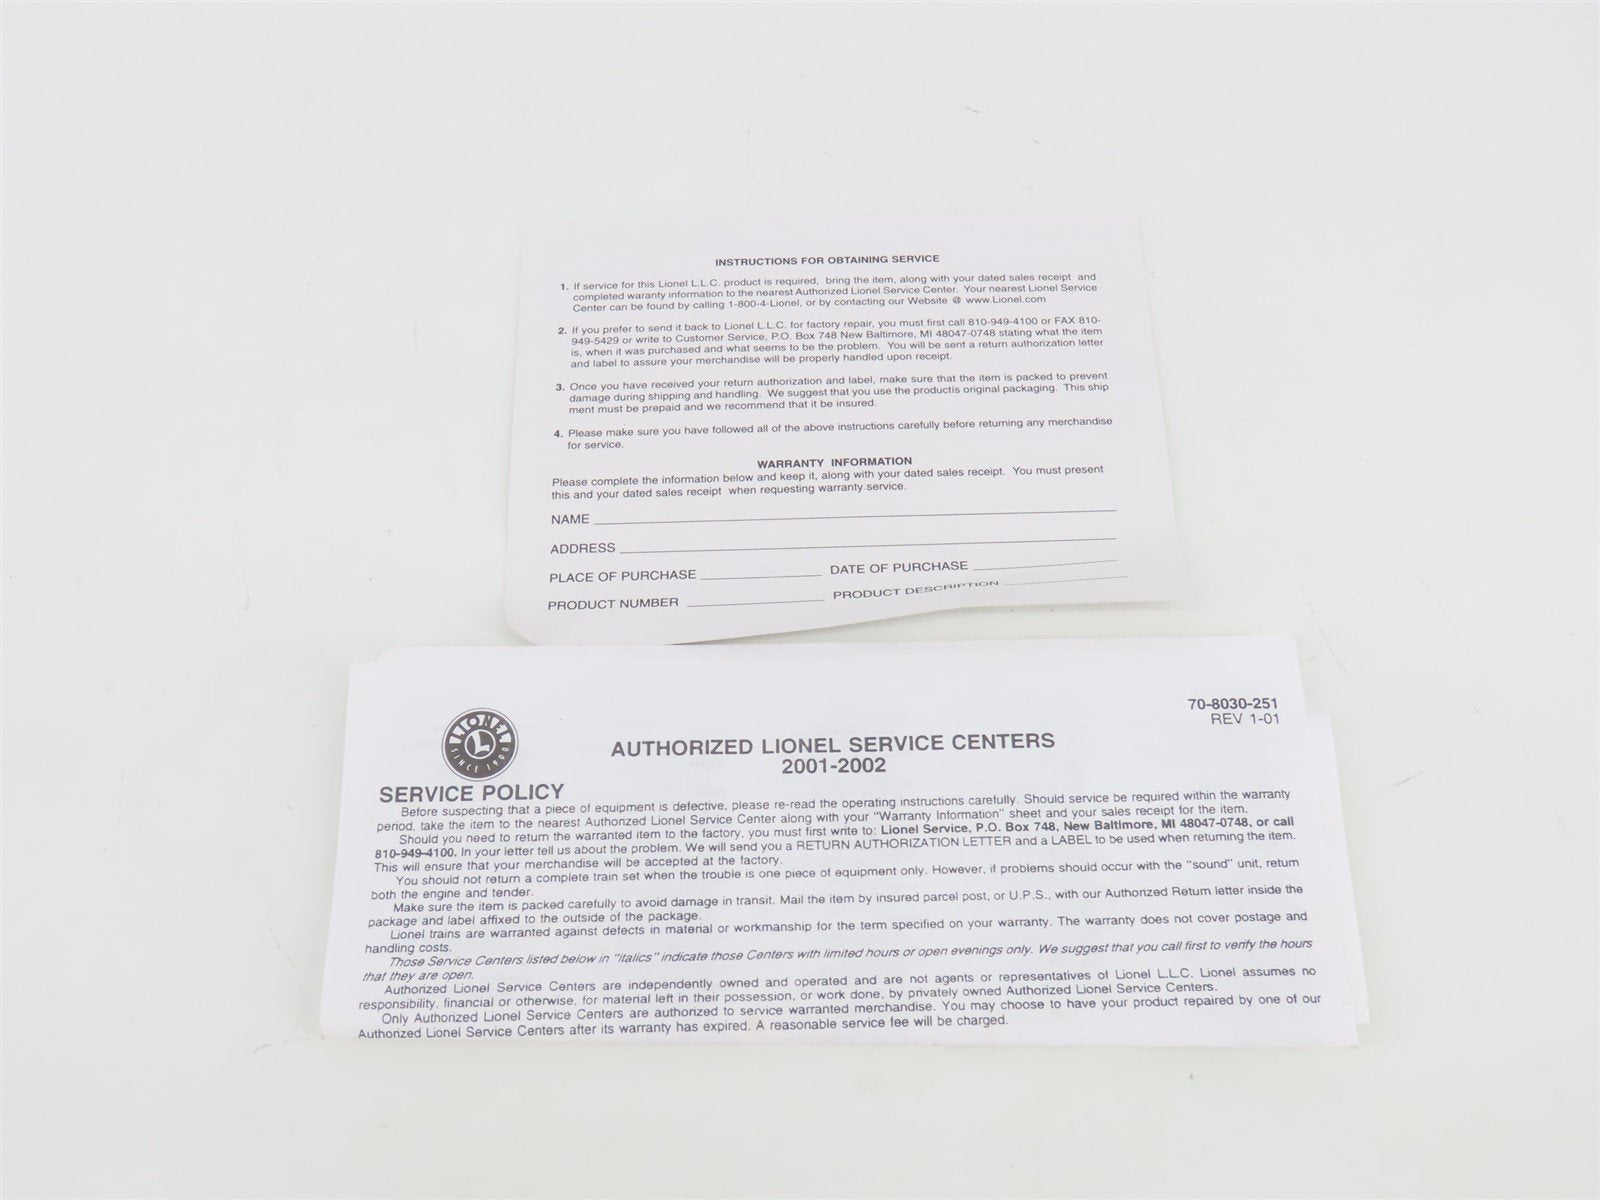 INSTRUCTIONS FOR OBTAINING SERVICE
1. If service for this Lionel L.L.C. product is required, bring the item, along with your dated sales receipt and
completed waranty information to the nearest Authorized Lionel Service Center. Your nearest Lionel Service
Center can be found by calling 1-800-4-Lionel, or by contacting our Website @ www.Lionel.com
2. If you prefer to send it back to Lionel L.L.C. for factory repair, you must first call 810-949-4100 or FAX 810-
949-5429 or write to Customer Service, P.O. Box 748 New Baltimore, MI 48047-0748 stating what the item
is, when it was purchased and what seems to be the problem. You will be sent a return authorization letter
and label to assure your merchandise will be properly handled upon receipt.
3. Once you have received your return authorization and label, make sure that the item is packed to prevent
damage during shipping and handling. We suggest that you use the productís original packaging. This ship
ment must be prepaid and we recommend that it be insured.
4. Please make sure you have followed all of the above instructions carefully before returning any merchandise
for service.
WARRANTY INFORMATION
Please complete the information below and keep it, along with your dated sales receipt. You must present
this and your dated sales receipt when requesting warranty service.
NAME
ADDRESS
PLACE OF PURCHASE DATE OF PURCHASE
PRODUCT NUMBER PRODUCT DESCRIPTION
70-8030-251
REV 1-01
LIONEL
L
SINCE 1900
AUTHORIZED LIONEL SERVICE CENTERS
2001-2002
SERVICE POLICY
Before suspecting that a piece of equipment is defective, please re-read the operating instructions carefully. Should service be required within the warranty
period, take the item to the nearest Authorized Lionel Service Center along with your "Warranty Information" sheet and your sales receipt for the item.
Should you need to return the warranted item to the factory, you must first write to: Lionel Service, P.O. Box 748, New Baltimore, MI 48047-0748, or call
810-949-4100. In your letter tell us about the problem. We will send you a RETURN AUTHORIZATION LETTER and a LABEL to be used when returning the item.
This will ensure that your merchandise will be accepted at the factory.
You should not return a complete train set when the trouble is one piece of equipment only. However, if problems should occur with the "sound" unit, return
both the engine and tender.
Make sure the item is packed carefully to avoid damage in transit. Mail the item by insured parcel post, or U.P.S., with our Authorized Return letter inside the
package and label affixed to the outside of the package.
Lionel trains are warranted against defects in material or workmanship for the term specified on your warranty. The warranty does not cover postage and
handling costs.
Those Service Centers listed below in "italics" indicate those Centers with limited hours or open evenings only. We suggest that you call first to verify the hours
that they are open.
Authorized Lionel Service Centers are independently owned and operated and are not agents or representatives of Lionel L.L.C. Lionel assumes no
responsibility, financial or otherwise, for material left in their possession, or work done, by privately owned Authorized Lionel Service Centers.
Only Authorized Lionel Service Centers are authorized to service warranted merchandise. You may choose to have your product repaired by one of our
Authorized Lionel Service Centers after its warranty has expired. A reasonable service fee will be charged.